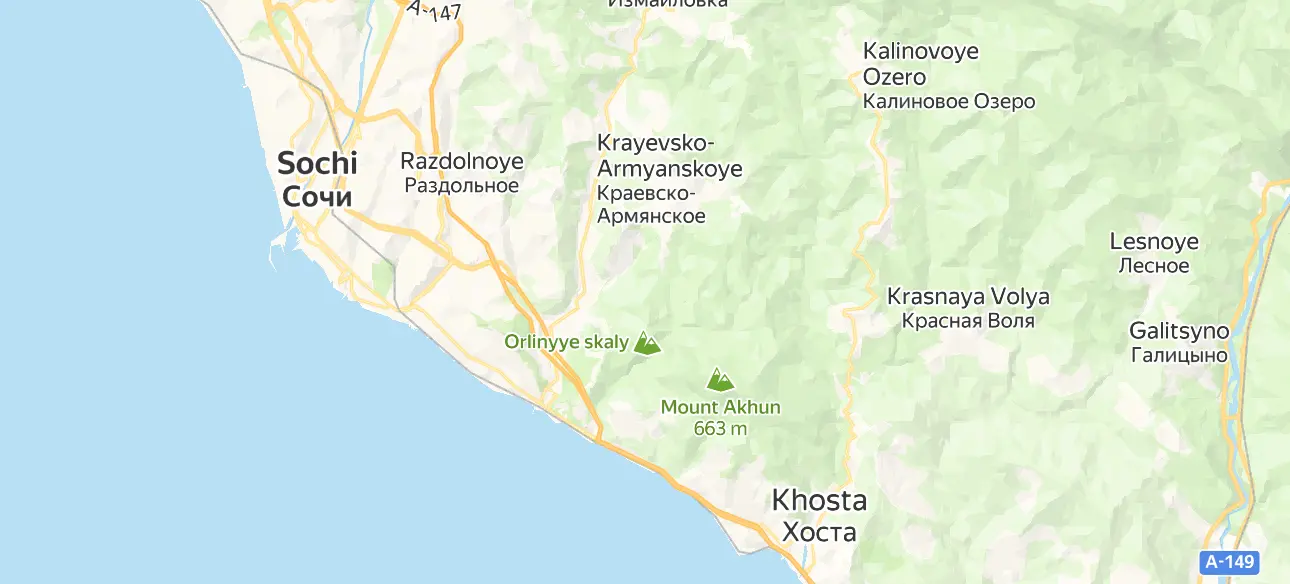 А-147
Измайловка
Kalinovoye
Ozero
Калиновое Озеро
Krayevsko-
Armyanskoye
Краевско-
Армянское
Sochi
Сочи
Razdolnoye
Раздольное
Lesnoye
Лесное
Krasnaya Volya
Красная Воля
Galitsyno
Галицыно
Orlinyye skaly
Mount Akhun
663 m
Khosta
Хоста
А-149